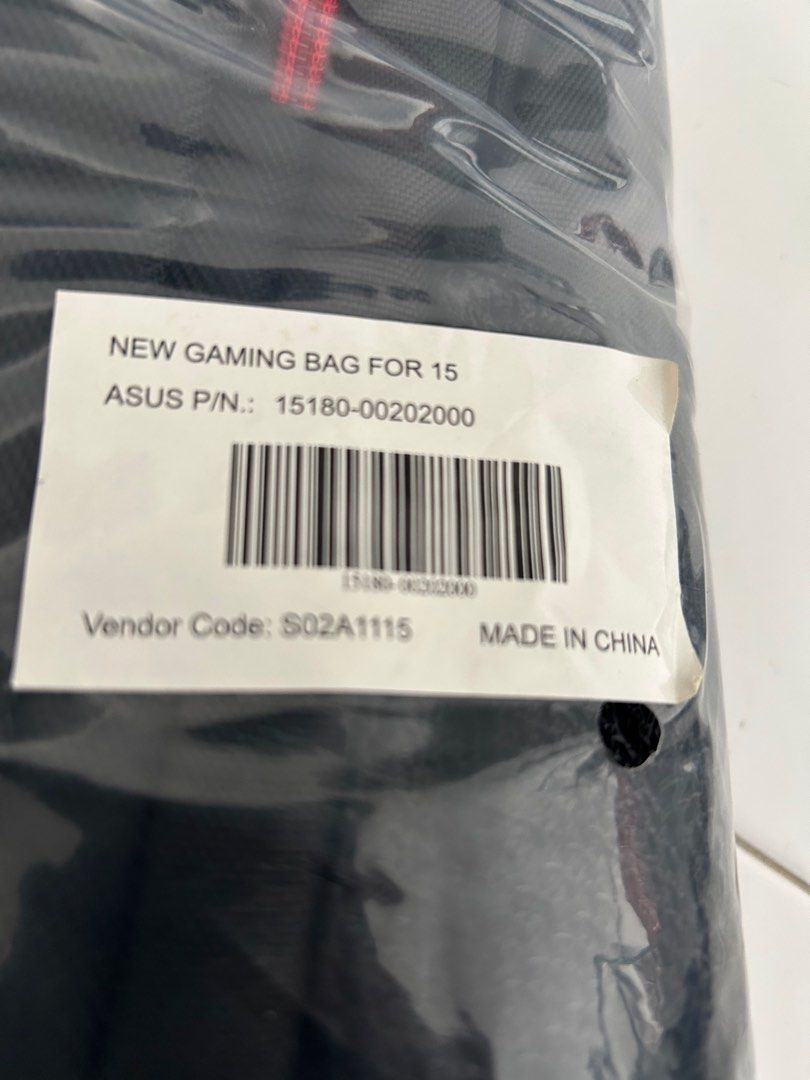 NEW GAMING BAG FOR 15
ASUS P/N.: 15180-00202000
15180-00202000
Vendor Code: S02A1115
MADE IN CHINA